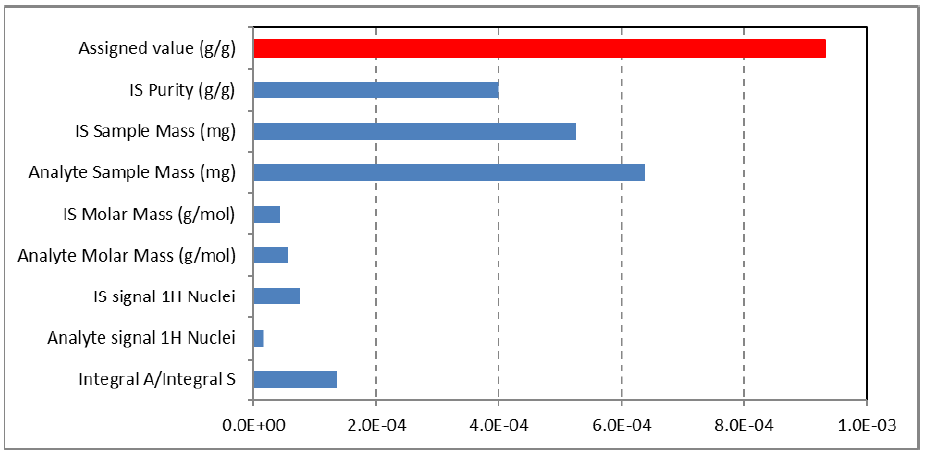 Assigned value (g/g)
IS Purity (g/g)
IS Sample Mass (mg)
Analyte Sample Mass (mg)
IS Molar Mass (g/mol)
Analyte Molar Mass (g/mol)
IS signal 1H Nuclei
Analyte signal 1H Nuclei
Integral A/Integral S
0.0E+00 2.0E-04 4.0E-04 6.0E-04 8.0E-04 1.0E-03